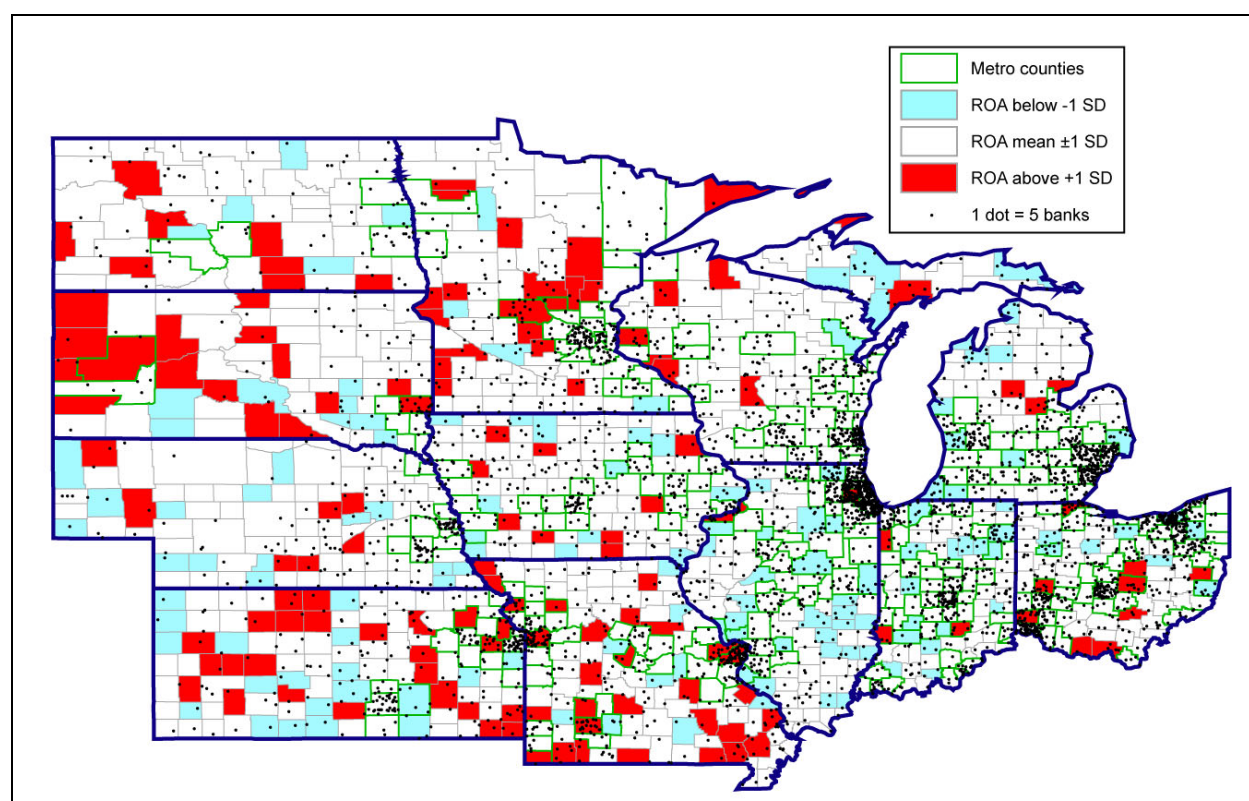 Metro counties
ROA below -1 SD
ROA mean ±1 SD
ROA above +1 SD
1 dot = 5 banks